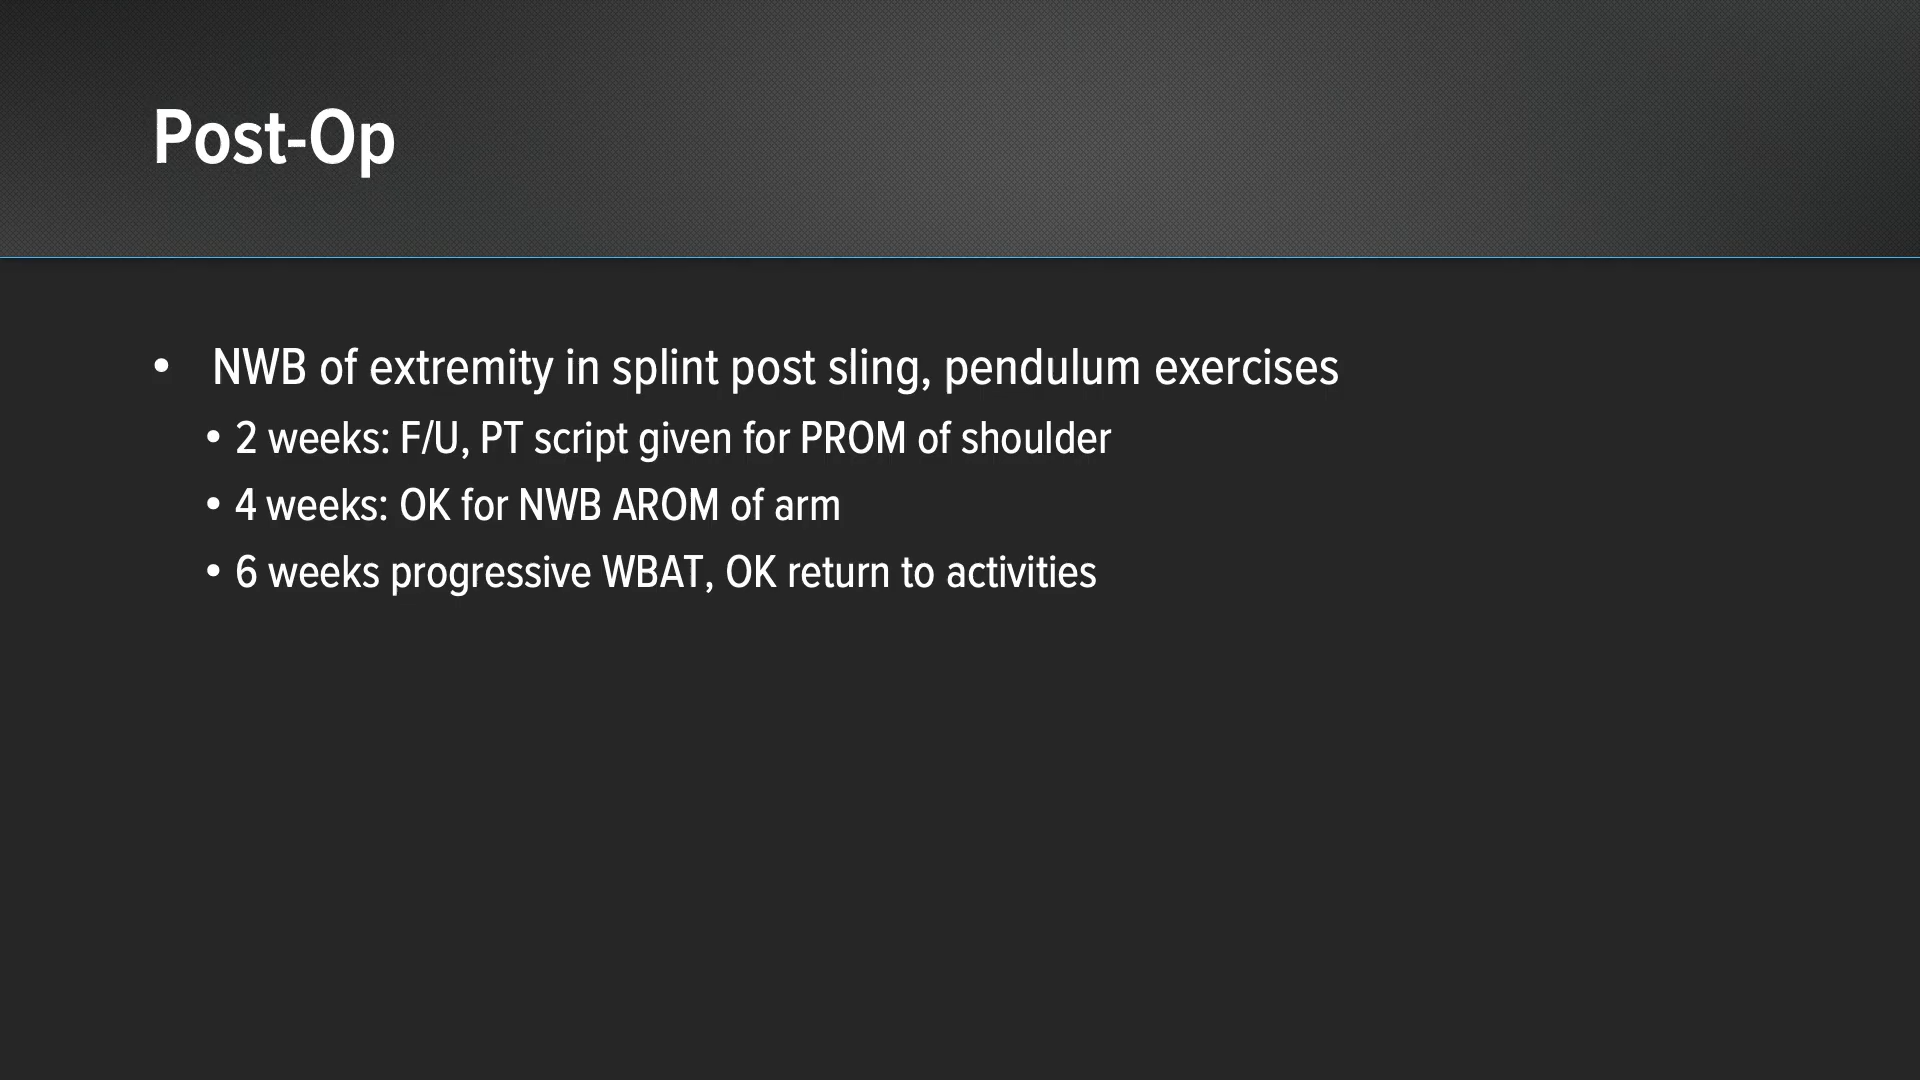 Post-Op
• NWB of extremity in splint post sling, pendulum exercises
• 2 weeks: F/U, PT script given for PROM of shoulder
• 4 weeks: OK for NWB AROM of arm
• 6 weeks progressive WBAT, OK return to activities